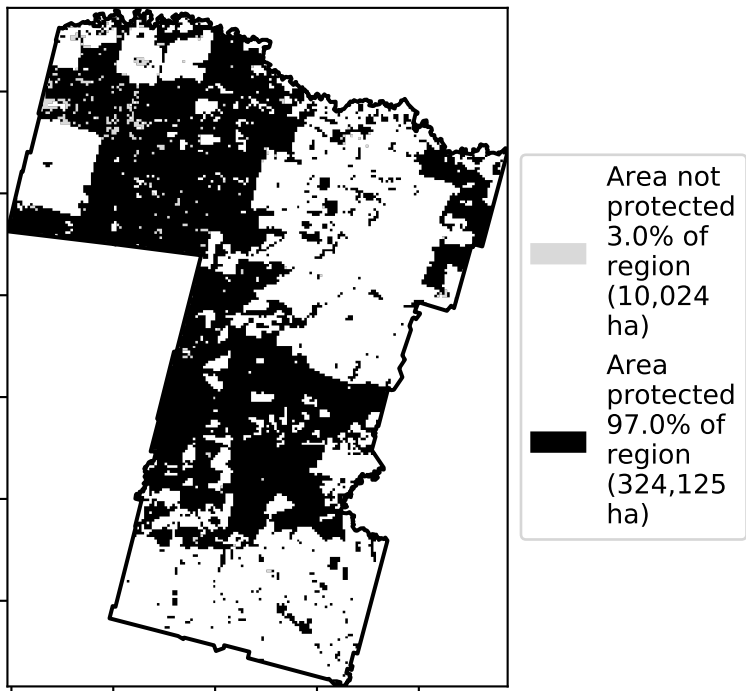 Area not
protected
3.0% of
region
(10,024
ha)
Area
protected
97.0% of
region
(324,125
ha)